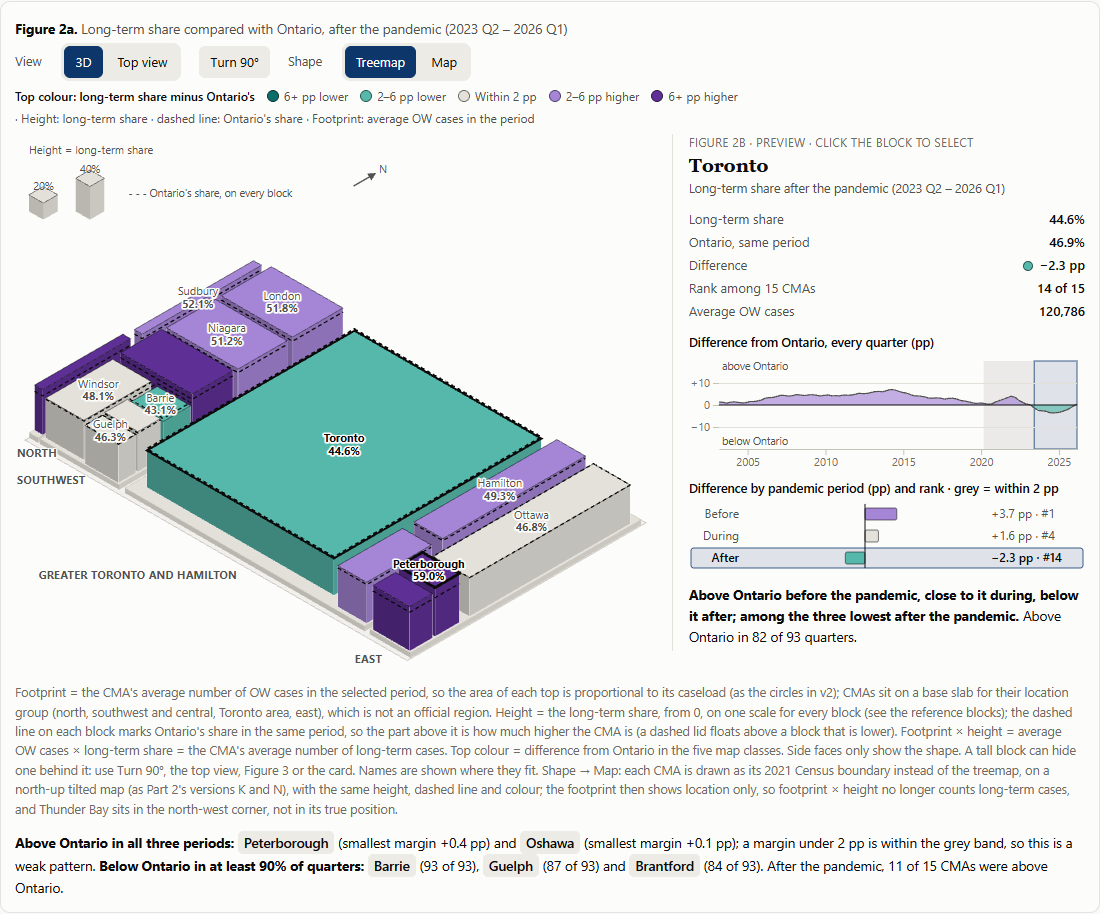 Figure 2a. Long-term share compared with Ontario, after the pandemic (2023 Q2 – 2026 Q1)
View 3D Top view Turn 90° Shape Treemap Map
Top colour: long-term share minus Ontario's 6+ pp lower 2–6 pp lower Within 2 pp 2–6 pp higher 6+ pp higher
· Height: long-term share · dashed line: Ontario's share · Footprint: average OW cases in the period
Height = long-term share
20%
40%
- - - Ontario's share, on every block
N
Sudbury
52.1%
London
51.8%
Niagara
51.2%
Windsor
48.1%
Barrie
43.1%
Guelph
46.3%
Toronto
44.6%
Hamilton
49.3%
Ottawa
46.8%
Peterborough
59.0%
NORTH
SOUTHWEST
GREATER TORONTO AND HAMILTON
EAST
FIGURE 2B · PREVIEW · CLICK THE BLOCK TO SELECT
Toronto
Long-term share after the pandemic (2023 Q2 – 2026 Q1)
Long-term share 44.6%
Ontario, same period 46.9%
Difference −2.3 pp
Rank among 15 CMAs 14 of 15
Average OW cases 120,786
Difference from Ontario, every quarter (pp)
above Ontario
+10
0
−10
below Ontario
2005 2010 2015 2020 2025
Difference by pandemic period (pp) and rank · grey = within 2 pp
Before +3.7 pp · #1
During +1.6 pp · #4
After −2.3 pp · #14
Above Ontario before the pandemic, close to it during, below
it after; among the three lowest after the pandemic. Above
Ontario in 82 of 93 quarters.
Footprint = the CMA's average number of OW cases in the selected period, so the area of each top is proportional to its caseload (as the circles in v2); CMAs sit on a base slab for their location
group (north, southwest and central, Toronto area, east), which is not an official region. Height = the long-term share, from 0, on one scale for every block (see the reference blocks); the dashed
line on each block marks Ontario's share in the same period, so the part above it is how much higher the CMA is (a dashed lid floats above a block that is lower). Footprint × height = average
OW cases × long-term share = the CMA's average number of long-term cases. Top colour = difference from Ontario in the five map classes. Side faces only show the shape. A tall block can hide
one behind it: use Turn 90°, the top view, Figure 3 or the card. Names are shown where they fit. Shape → Map: each CMA is drawn as its 2021 Census boundary instead of the treemap, on a
north-up tilted map (as Part 2's versions K and N), with the same height, dashed line and colour; the footprint then shows location only, so footprint × height no longer counts long-term cases,
and Thunder Bay sits in the north-west corner, not in its true position.
Above Ontario in all three periods: Peterborough (smallest margin +0.4 pp) and Oshawa (smallest margin +0.1 pp); a margin under 2 pp is within the grey band, so this is a
weak pattern. Below Ontario in at least 90% of quarters: Barrie (93 of 93), Guelph (87 of 93) and Brantford (84 of 93). After the pandemic, 11 of 15 CMAs were above
Ontario.